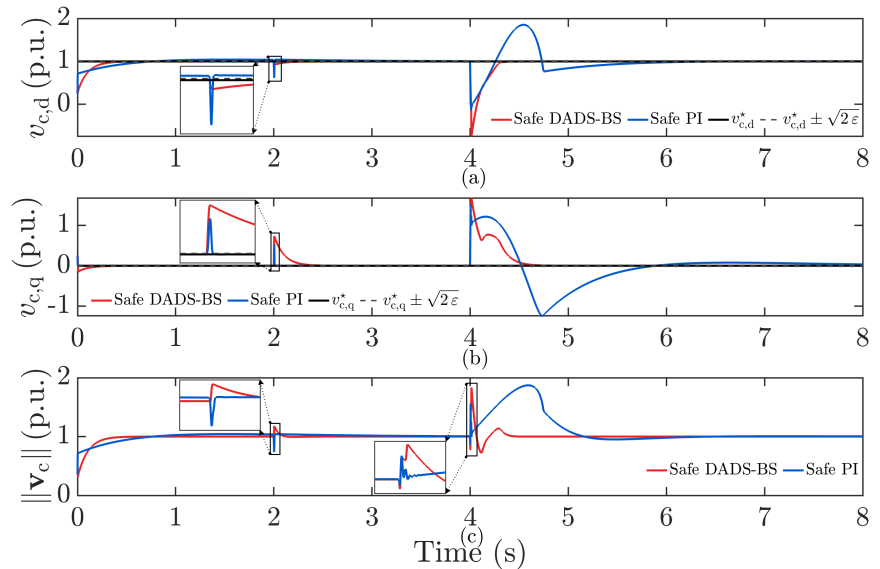 v_{c,d} (p.u.)
2
1
0
Safe DADS-BS Safe PI v^⋆_{c,d} - - v^⋆_{c,d} ± √2 ε
0 1 2 3 4 5 6 7 8
(a)
v_{c,q} (p.u.)
1
0
-1
Safe DADS-BS Safe PI v^⋆_{c,q} - - v^⋆_{c,q} ± √2 ε
0 1 2 3 4 5 6 7 8
(b)
||v_c|| (p.u.)
2
1
0
Safe DADS-BS Safe PI
0 1 2 3 4 5 6 7 8
(c)
Time (s)